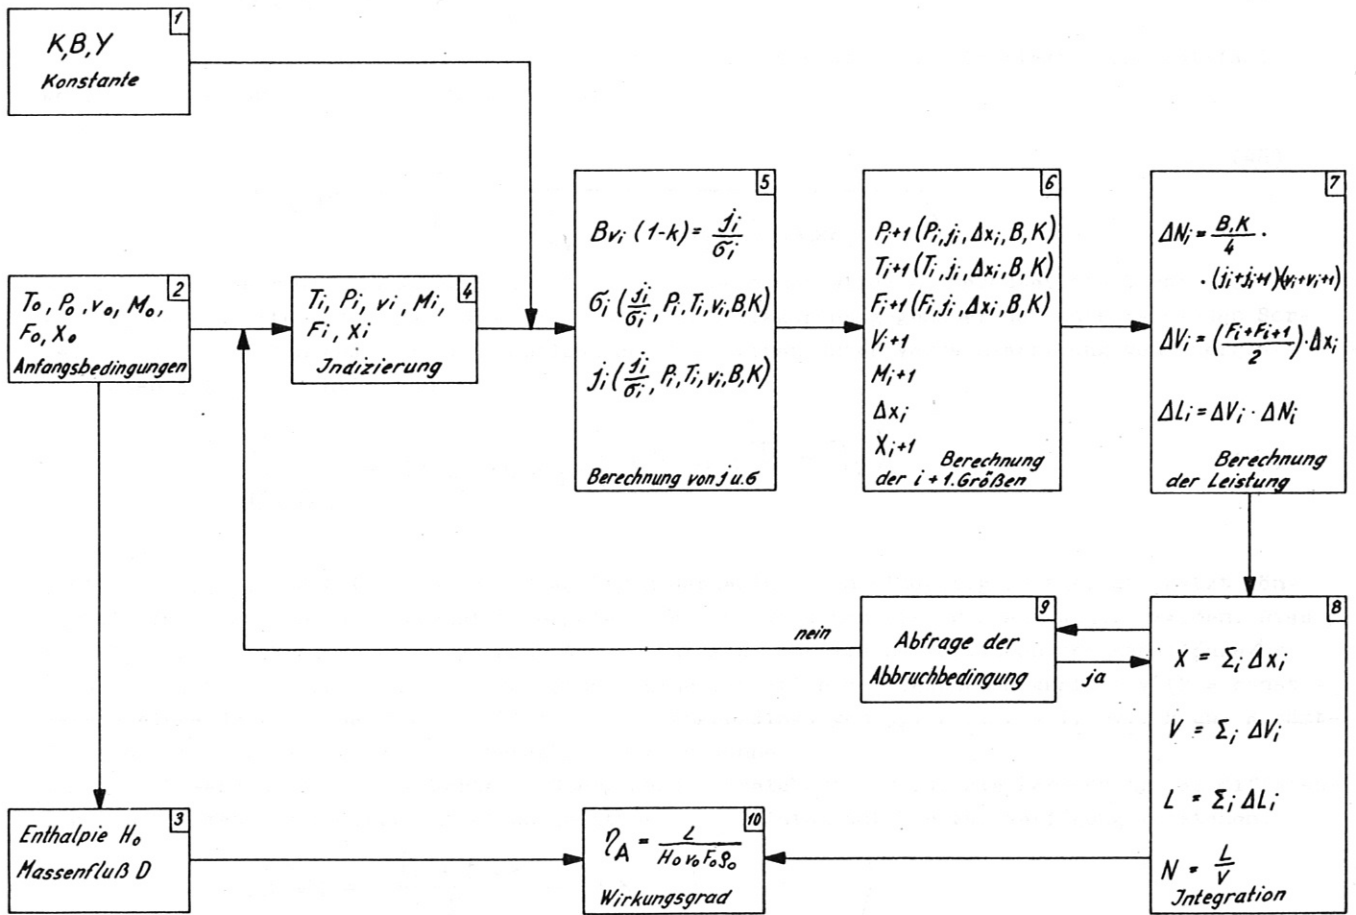 1
K,B,Y
Konstante
2
T₀, P₀, v₀, M₀,
F₀, X₀
Anfangsbedingungen
4
Tᵢ, Pᵢ, vᵢ, Mᵢ,
Fᵢ, Xᵢ
Indizierung
5
Bvᵢ (1-k) = jᵢ/σᵢ
σᵢ (jᵢ/σᵢ, Pᵢ, Tᵢ, vᵢ, B, K)
jᵢ (jᵢ/σᵢ, Pᵢ, Tᵢ, vᵢ, B, K)
Berechnung von j u. σ
6
Pᵢ₊₁ (Pᵢ, jᵢ, Δxᵢ, B, K)
Tᵢ₊₁ (Tᵢ, jᵢ, Δxᵢ, B, K)
Fᵢ₊₁ (Fᵢ, jᵢ, Δxᵢ, B, K)
Vᵢ₊₁
Mᵢ₊₁
Δxᵢ
Xᵢ₊₁
Berechnung
der i+1. Größen
7
ΔNᵢ = B,K/4 ·
· (jᵢ+jᵢ₊₁)(vᵢ+vᵢ₊₁)
ΔVᵢ = (Fᵢ+Fᵢ₊₁/2) · Δxᵢ
ΔLᵢ = ΔVᵢ · ΔNᵢ
Berechnung
der Leistung
9
Abfrage der
Abbruchbedingung
nein
ja
8
X = Σᵢ Δxᵢ
V = Σᵢ ΔVᵢ
L = Σᵢ ΔLᵢ
N = L/V
Integration
3
Enthalpie H₀
Massenfluß D
10
η_A = L/H₀v₀F₀ρ₀
Wirkungsgrad